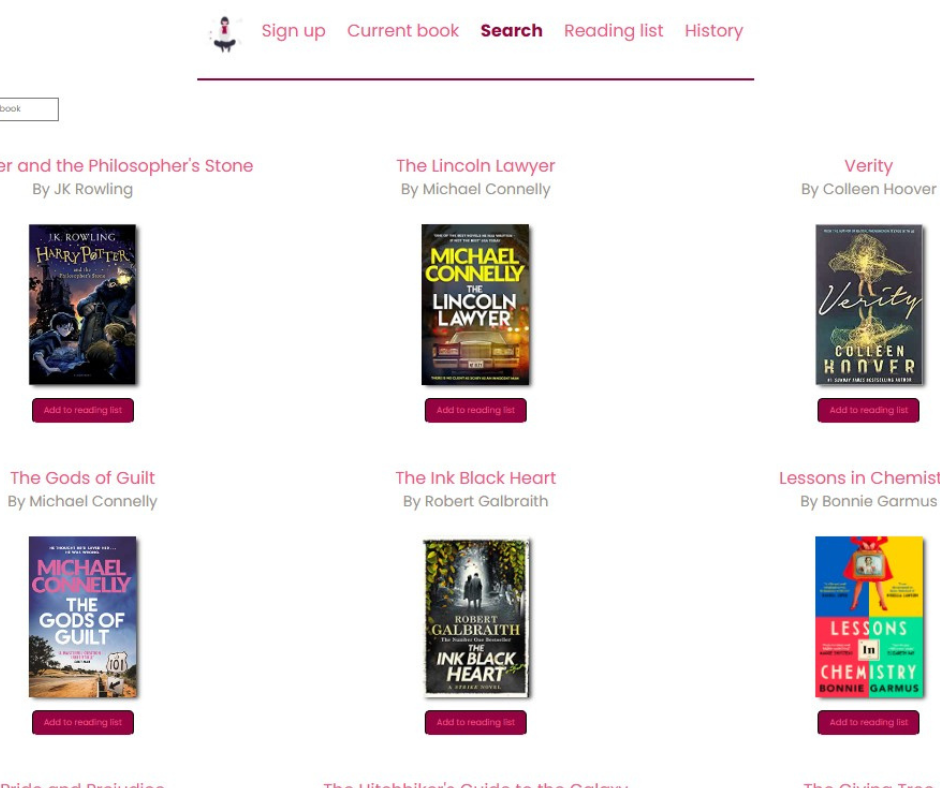 Sign up Current book Search Reading list History
book
er and the Philosopher's Stone
By JK Rowling
J.K. ROWLING
HARRY POTTER
and the
Philosopher's Stone
Add to reading list
The Lincoln Lawyer
By Michael Connelly
MICHAEL
CONNELLY
THE
LINCOLN
LAWYER
Add to reading list
Verity
By Colleen Hoover
Verity
COLLEEN
HOOVER
Add to reading list
The Gods of Guilt
By Michael Connelly
MICHAEL
CONNELLY
THE
GODS OF
GUILT
101
Add to reading list
The Ink Black Heart
By Robert Galbraith
ROBERT
GALBRAITH
The Number One Bestseller
THE
INK BLACK
HEART
A STRIKE NOVEL
Add to reading list
Lessons in Chemist
By Bonnie Garmus
LESSONS
In
CHEMISTRY
BONNIE GARMUS
Add to reading list
Pride and Prejudice
The Hitchhiker's Guide to the Galaxy
The Giving Tree